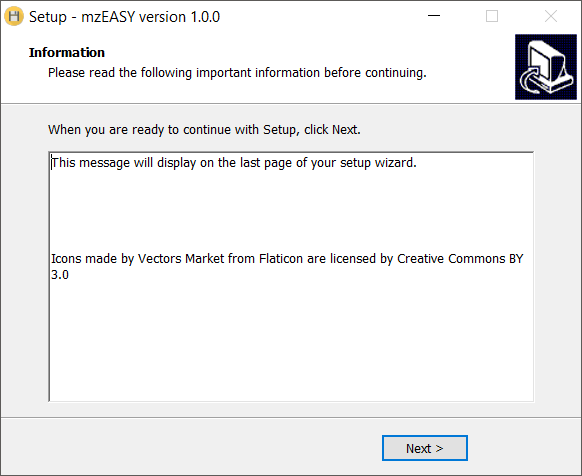 Setup - mzEASY version 1.0.0
Information
Please read the following important information before continuing.
When you are ready to continue with Setup, click Next.
This message will display on the last page of your setup wizard.
Icons made by Vectors Market from Flaticon are licensed by Creative Commons BY
3.0
Next >